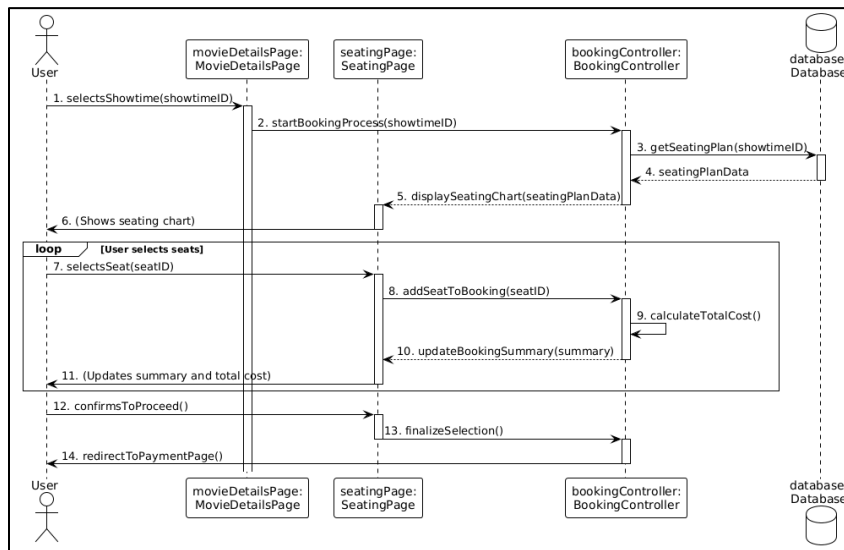 User
movieDetailsPage:
MovieDetailsPage
seatingPage:
SeatingPage
bookingController:
BookingController
database
Database
1. selectsShowtime(showtimeID)
2. startBookingProcess(showtimeID)
3. getSeatingPlan(showtimeID)
4. seatingPlanData
5. displaySeatingChart(seatingPlanData)
6. (Shows seating chart)
loop [User selects seats]
7. selectsSeat(seatID)
8. addSeatToBooking(seatID)
9. calculateTotalCost()
10. updateBookingSummary(summary)
11. (Updates summary and total cost)
12. confirmsToProceed()
13. finalizeSelection()
14. redirectToPaymentPage()
User
movieDetailsPage:
MovieDetailsPage
seatingPage:
SeatingPage
bookingController:
BookingController
database
Database